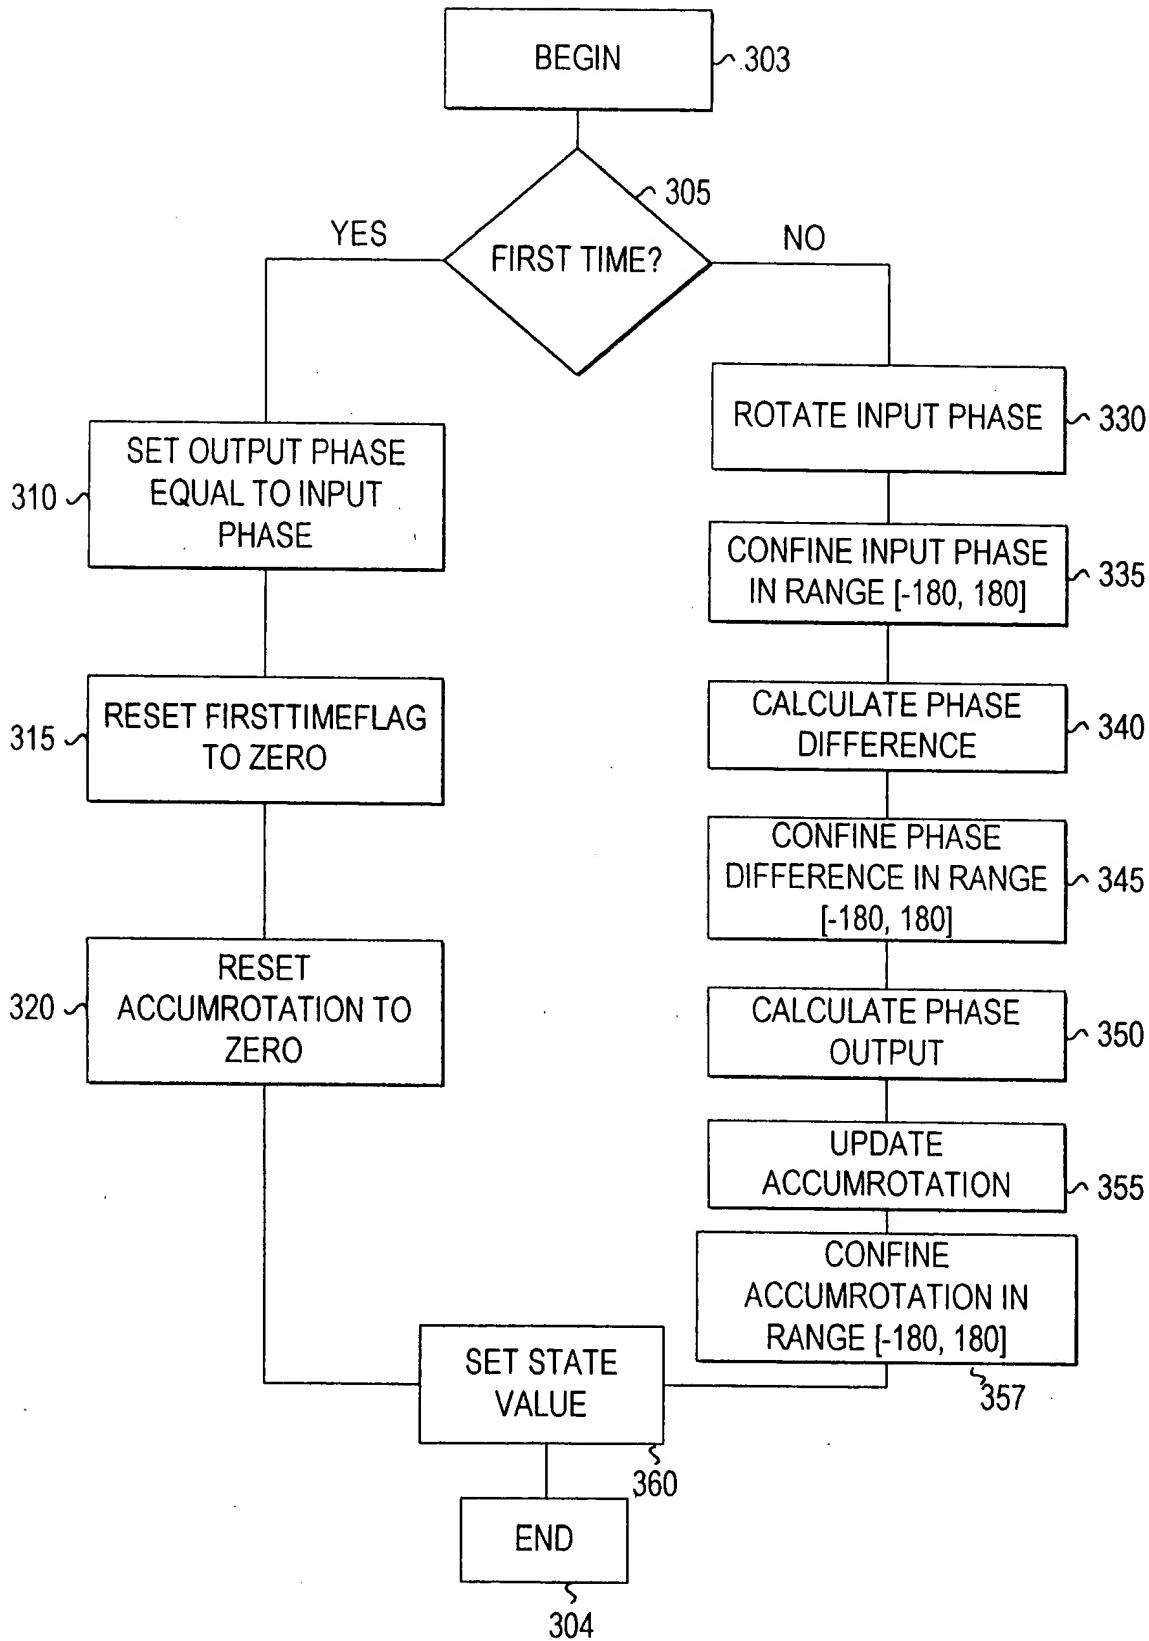 BEGIN
303
305
FIRST TIME?
YES
NO
SET OUTPUT PHASE
EQUAL TO INPUT
PHASE
310
RESET FIRSTTIMEFLAG
TO ZERO
315
RESET
ACCUMROTATION TO
ZERO
320
ROTATE INPUT PHASE
330
CONFINE INPUT PHASE
IN RANGE [-180, 180]
335
CALCULATE PHASE
DIFFERENCE
340
CONFINE PHASE
DIFFERENCE IN RANGE
[-180, 180]
345
CALCULATE PHASE
OUTPUT
350
UPDATE
ACCUMROTATION
355
CONFINE
ACCUMROTATION IN
RANGE [-180, 180]
357
SET STATE
VALUE
360
END
304